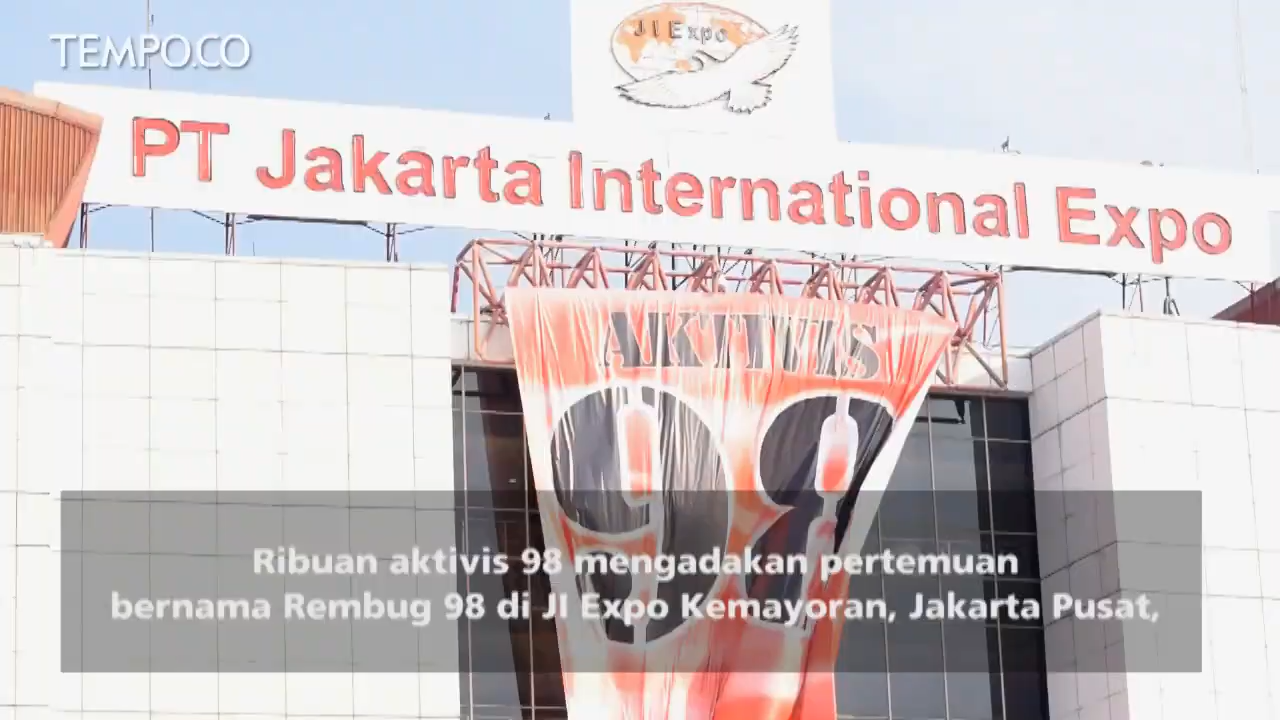 TEMPO.CO
JI Expo
PT Jakarta International Expo
AKTIVIS
98
Ribuan aktivis 98 mengadakan pertemuan
bernama Rembug 98 di JI Expo Kemayoran, Jakarta Pusat,